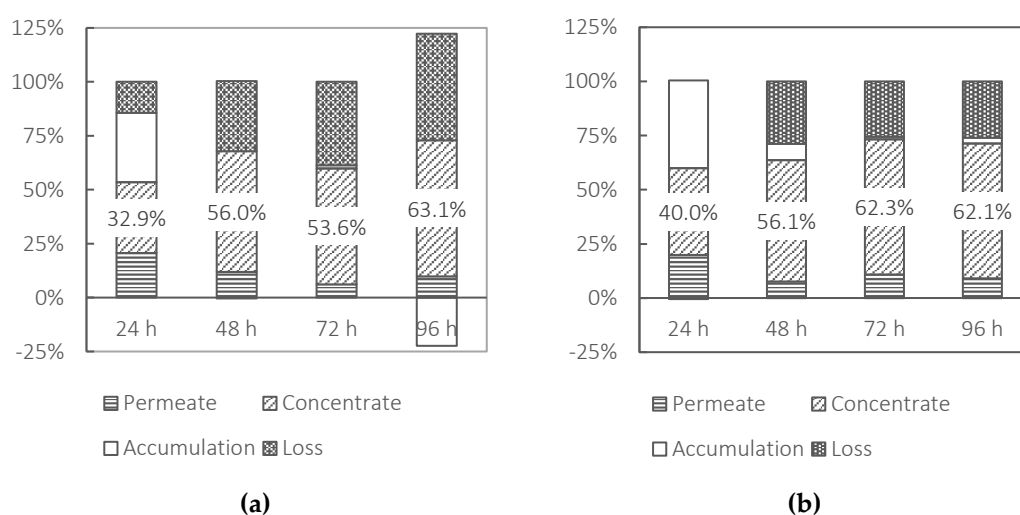 125%
100%
75%
50%
25%
0%
-25%
32.9%
56.0%
53.6%
63.1%
24 h
48 h
72 h
96 h
Permeate
Concentrate
Accumulation
Loss
(a)
125%
100%
75%
50%
25%
0%
-25%
40.0%
56.1%
62.3%
62.1%
24 h
48 h
72 h
96 h
Permeate
Concentrate
Accumulation
Loss
(b)